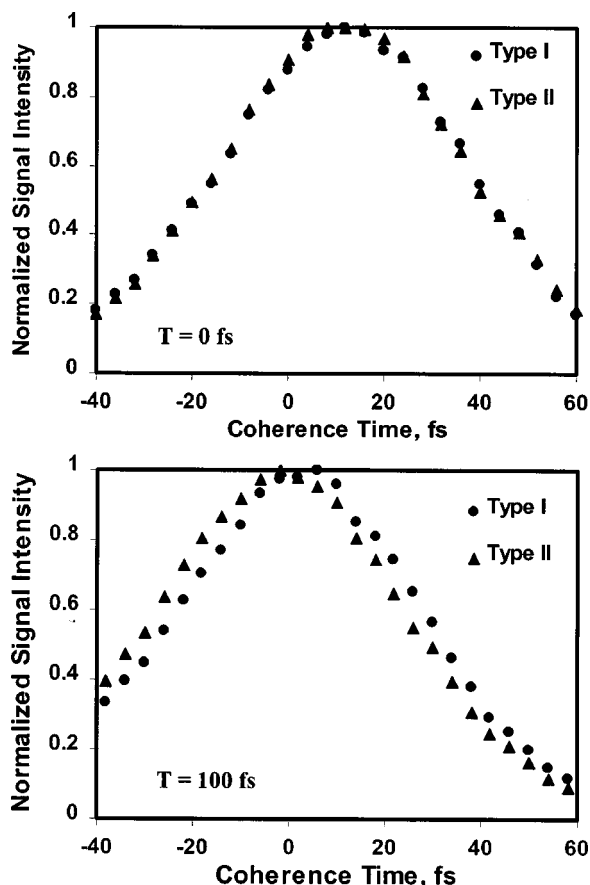 Normalized Signal Intensity
1
0.8
0.6
0.4
0.2
0
Type I
Type II
T = 0 fs
-40 -20 0 20 40 60
Coherence Time, fs
Normalized Signal Intensity
1
0.8
0.6
0.4
0.2
0
Type I
Type II
T = 100 fs
-40 -20 0 20 40 60
Coherence Time, fs